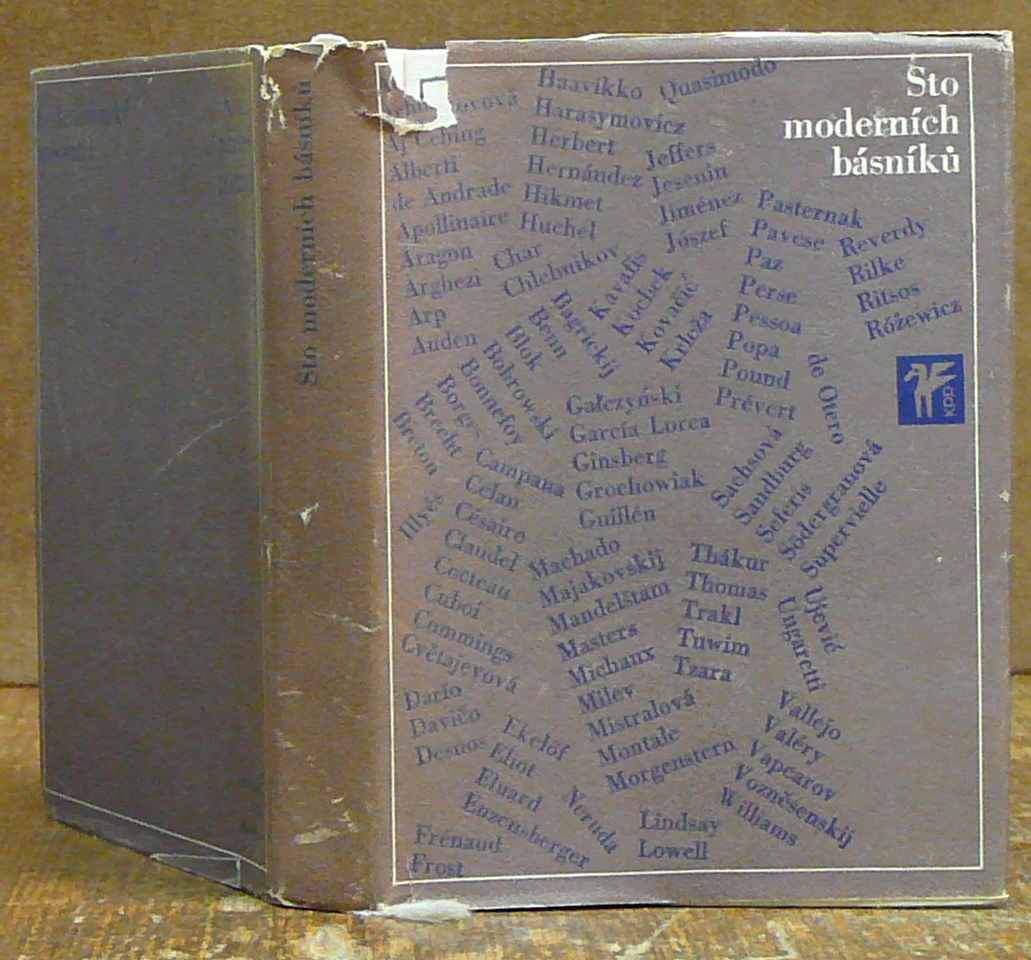 Sto moderních básníků
Sto
moderních
básníků
Aj Čching
Alberti
de Andrade
Apollinaire
Aragon
Arghezi
Arp
Auden
Char
Chlebnikov
Bagrickij
Benn
Blok
Bobrowski
Bonnefoy
Borges
Brecht
Breton
Campana
Celan
Césaire
Claudel
Cocteau
Cuboi
Cummings
Cvětajevová
Illyés
Darío
Davičo
Desnos
Ekelöf
Eliot
Eluard
Enzensberger
Frénaud
Frost
Haavikko
Harasymowicz
Herbert
Hernández
Hikmet
Huchel
Quasimodo
Jeffers
Jesenin
Jiménez
József
Kavafis
Kocbek
Kovačić
Krleža
Gałczyński
García Lorca
Ginsberg
Grochowiak
Guillén
Machado
Majakovskij
Mandelštam
Masters
Michaux
Milev
Mistralová
Montale
Morgenstern
Neruda
Lindsay
Lowell
Pasternak
Pavese
Paz
Perse
Pessoa
Popa
Pound
Prévert
Reverdy
Rilke
Ritsos
Różewicz
de Otero
KPP
Sachsová
Sandburg
Seferis
Södergranová
Supervielle
Thákur
Thomas
Trakl
Tuwim
Tzara
Ujević
Ungaretti
Vallejo
Valéry
Vapcarov
Vozněsenskij
Williams